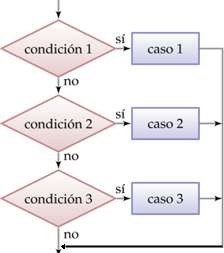 condición 1
sí
caso 1
no
condición 2
sí
caso 2
no
condición 3
sí
caso 3
no